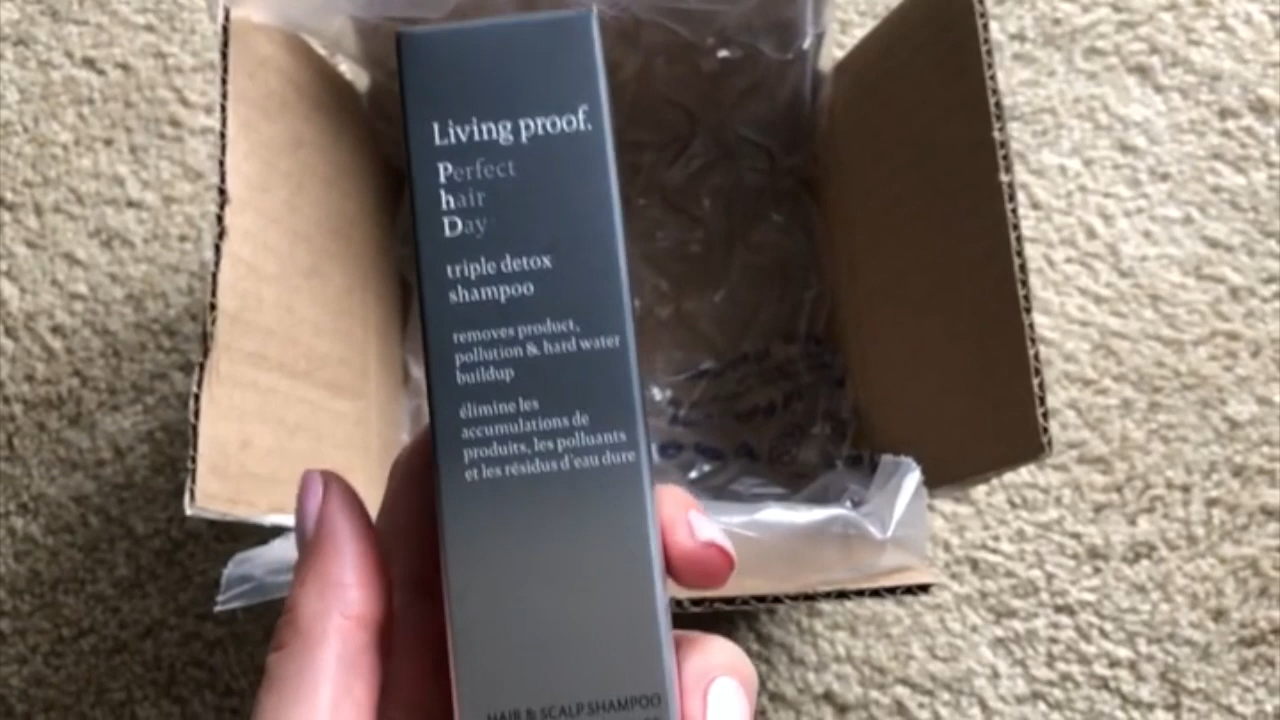 Living proof.
Perfect
hair
Day
triple detox
shampoo
removes product,
pollution & hard water
buildup
élimine les
accumulations de
produits, les polluants
et les résidus d'eau dure
HAIR & SCALP SHAMPOO